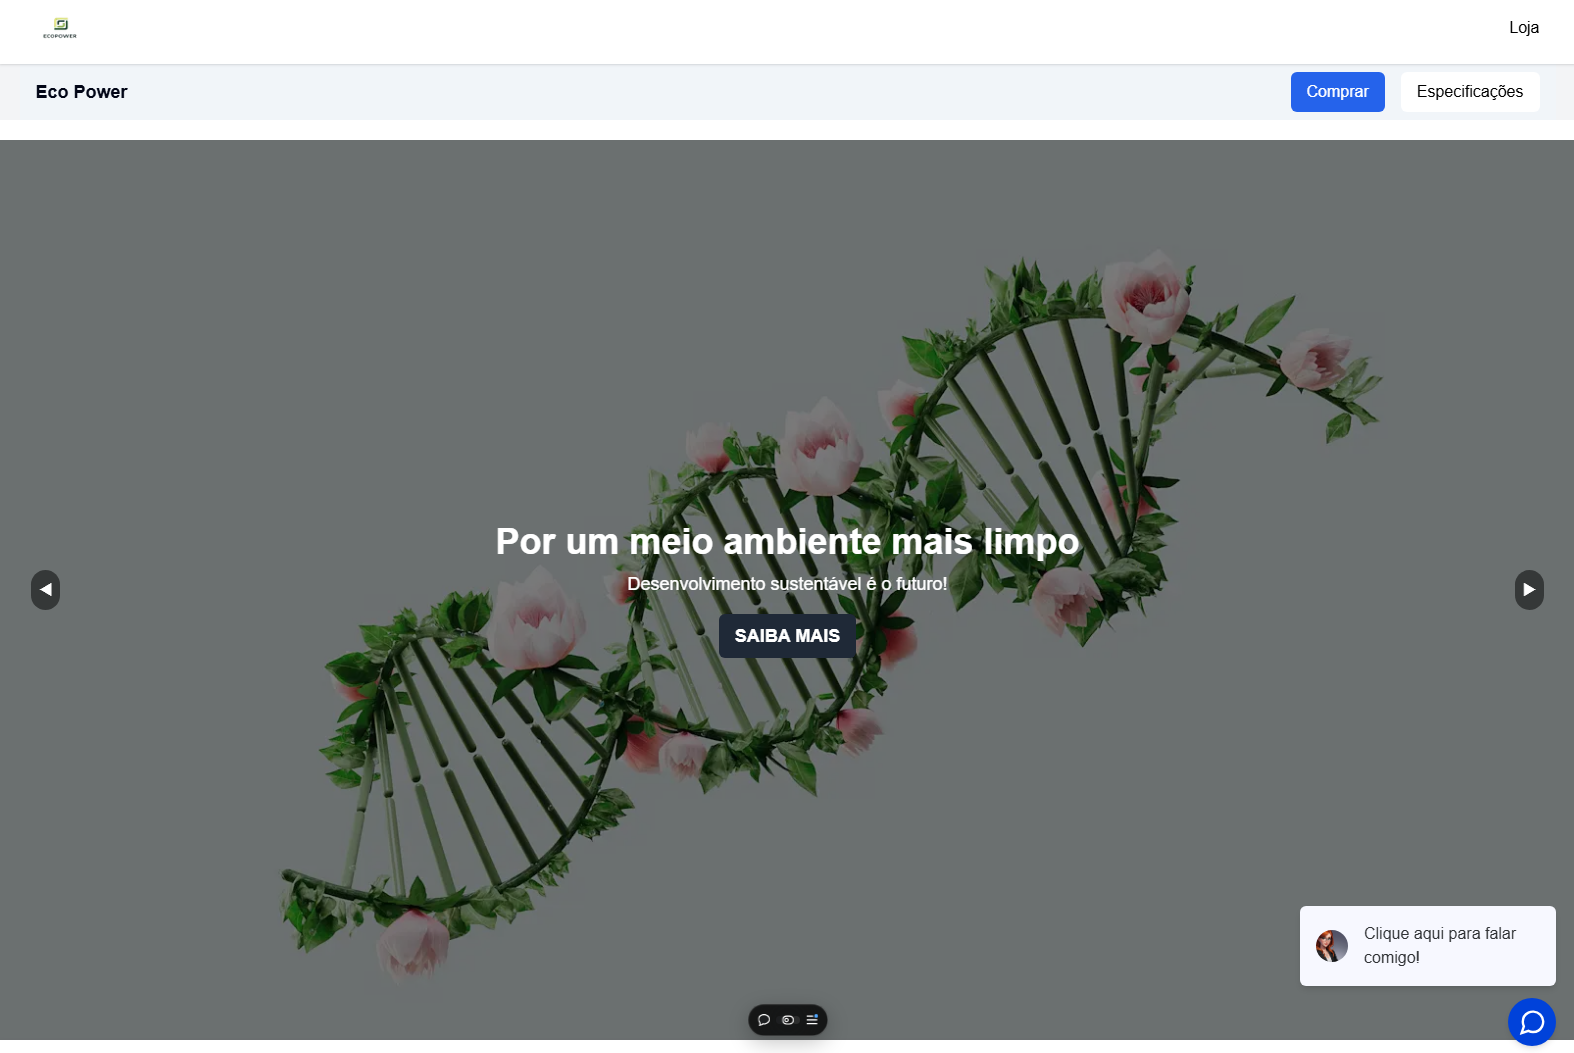 ECOPOWER
Loja
Eco Power
Comprar
Especificações
Por um meio ambiente mais limpo
Desenvolvimento sustentável é o futuro!
SAIBA MAIS
Clique aqui para falar
comigo!